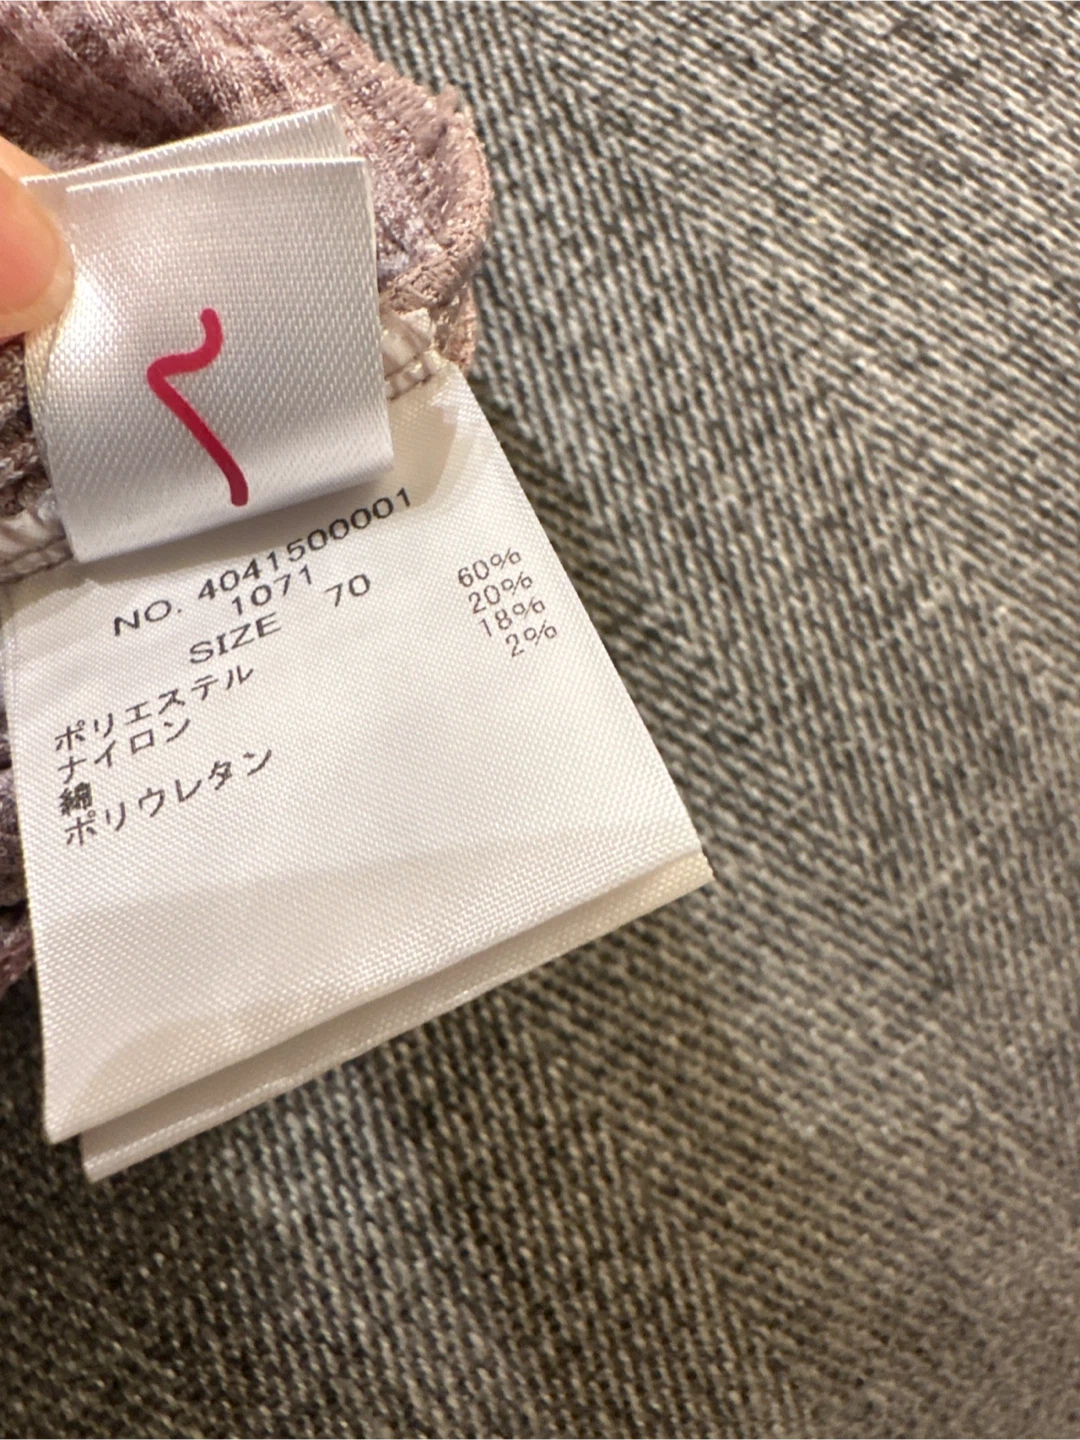 NO. 4041500001
1071
SIZE 70
ポリエステル 60%
ナイロン 20%
綿 18%
ポリウレタン 2%